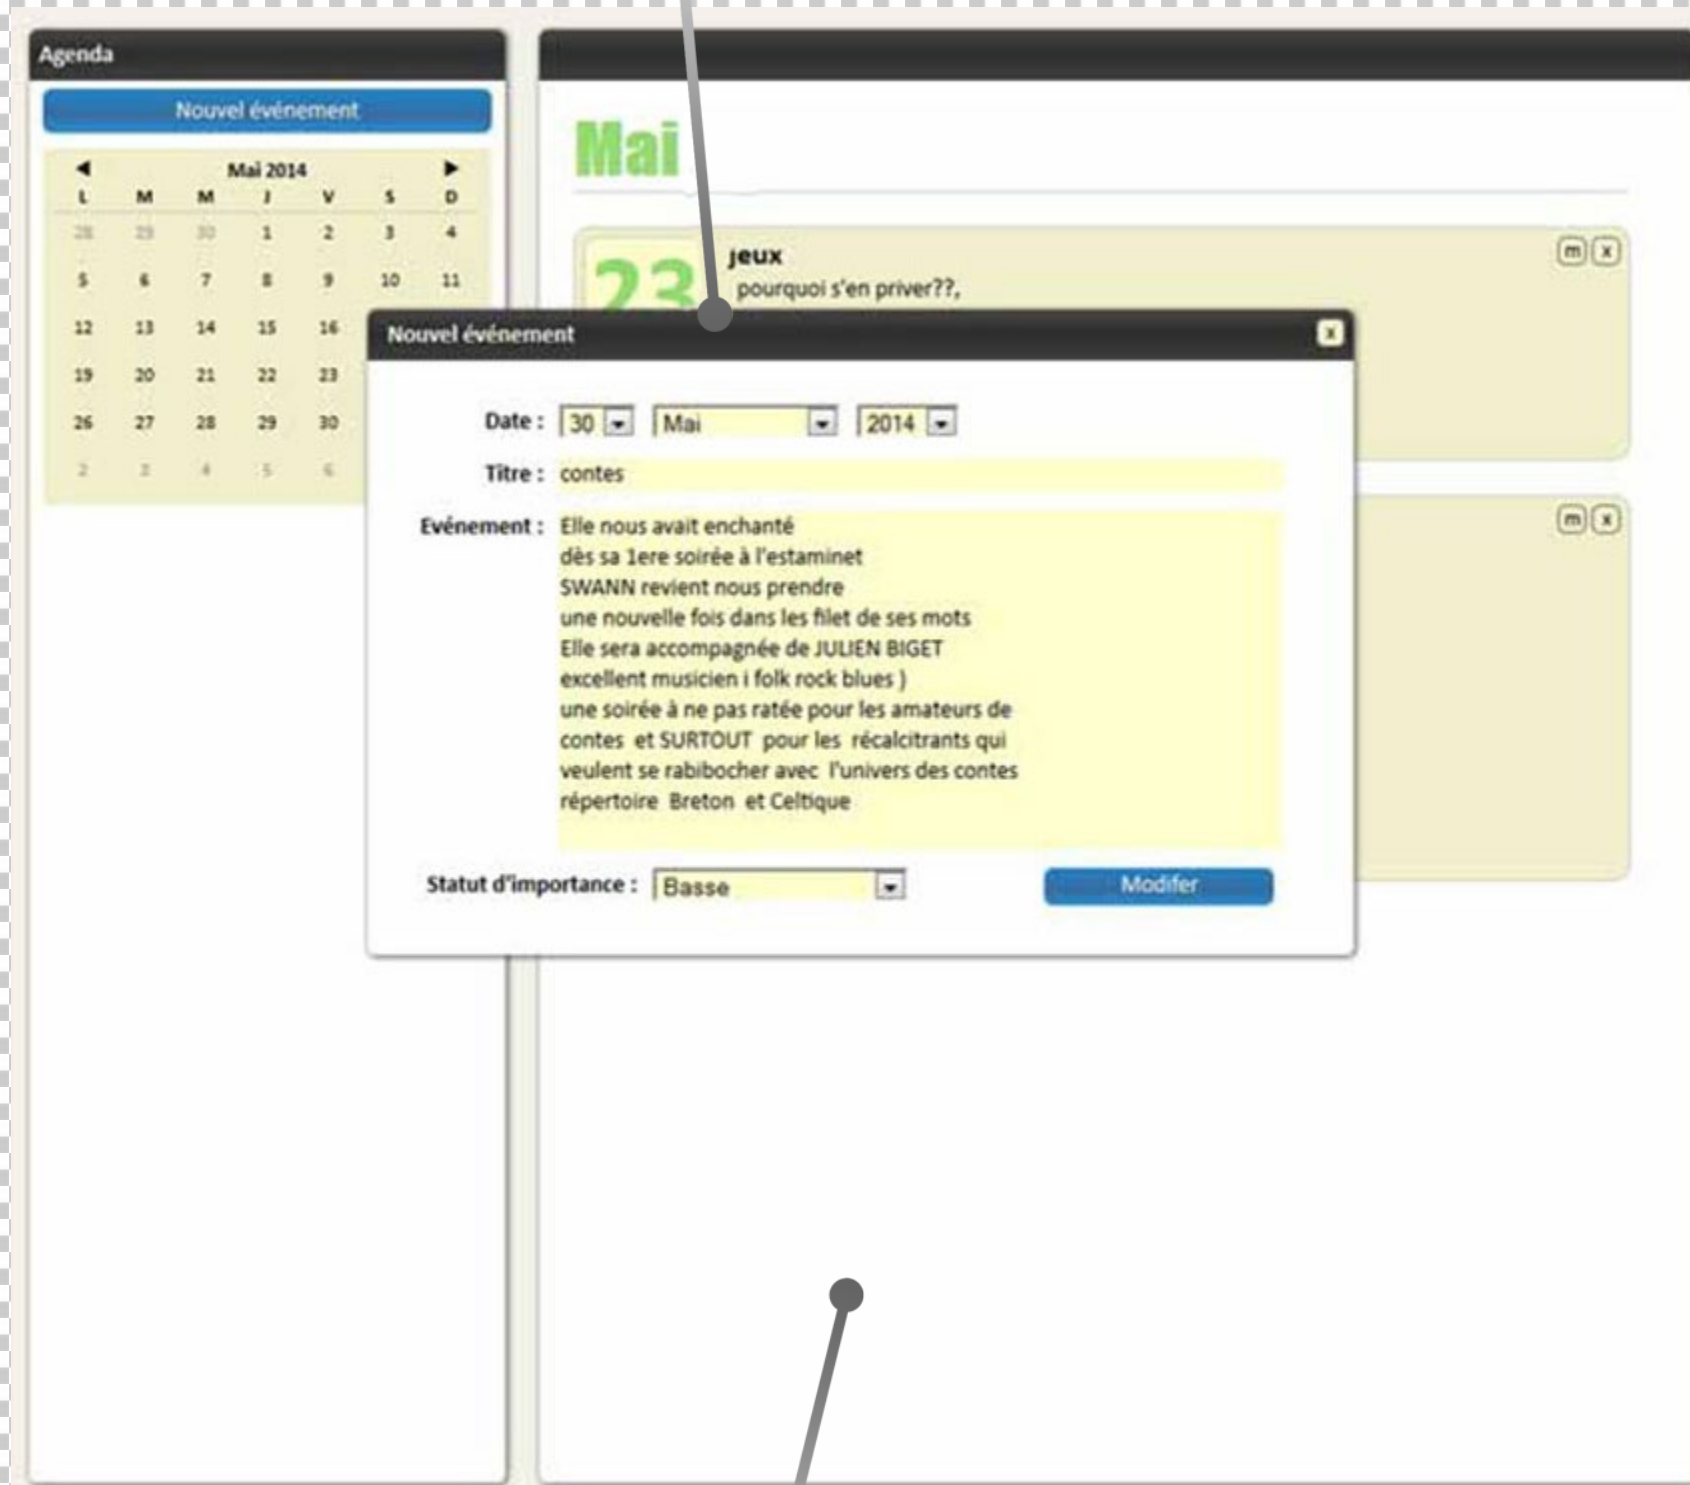 Agenda
Nouvel événement
Mai 2014
L M M J V S D
28 29 30 1 2 3 4
5 6 7 8 9 10 11
12 13 14 15 16
19 20 21 22 23
26 27 28 29 30
2 3 4 5 6
Mai
23
jeux
m x
pourquoi s'en priver??,
Nouvel événement
x
Date : 30 Mai 2014
Titre : contes
Evénement : Elle nous avait enchanté
dès sa 1ere soirée à l'estaminet
SWANN revient nous prendre
une nouvelle fois dans les filet de ses mots
Elle sera accompagnée de JULIEN BIGET
excellent musicien i folk rock blues )
une soirée à ne pas ratée pour les amateurs de
contes et SURTOUT pour les récalcitrants qui
veulent se rabibocher avec l'univers des contes
répertoire Breton et Celtique
Statut d'importance : Basse
Modifer
m x